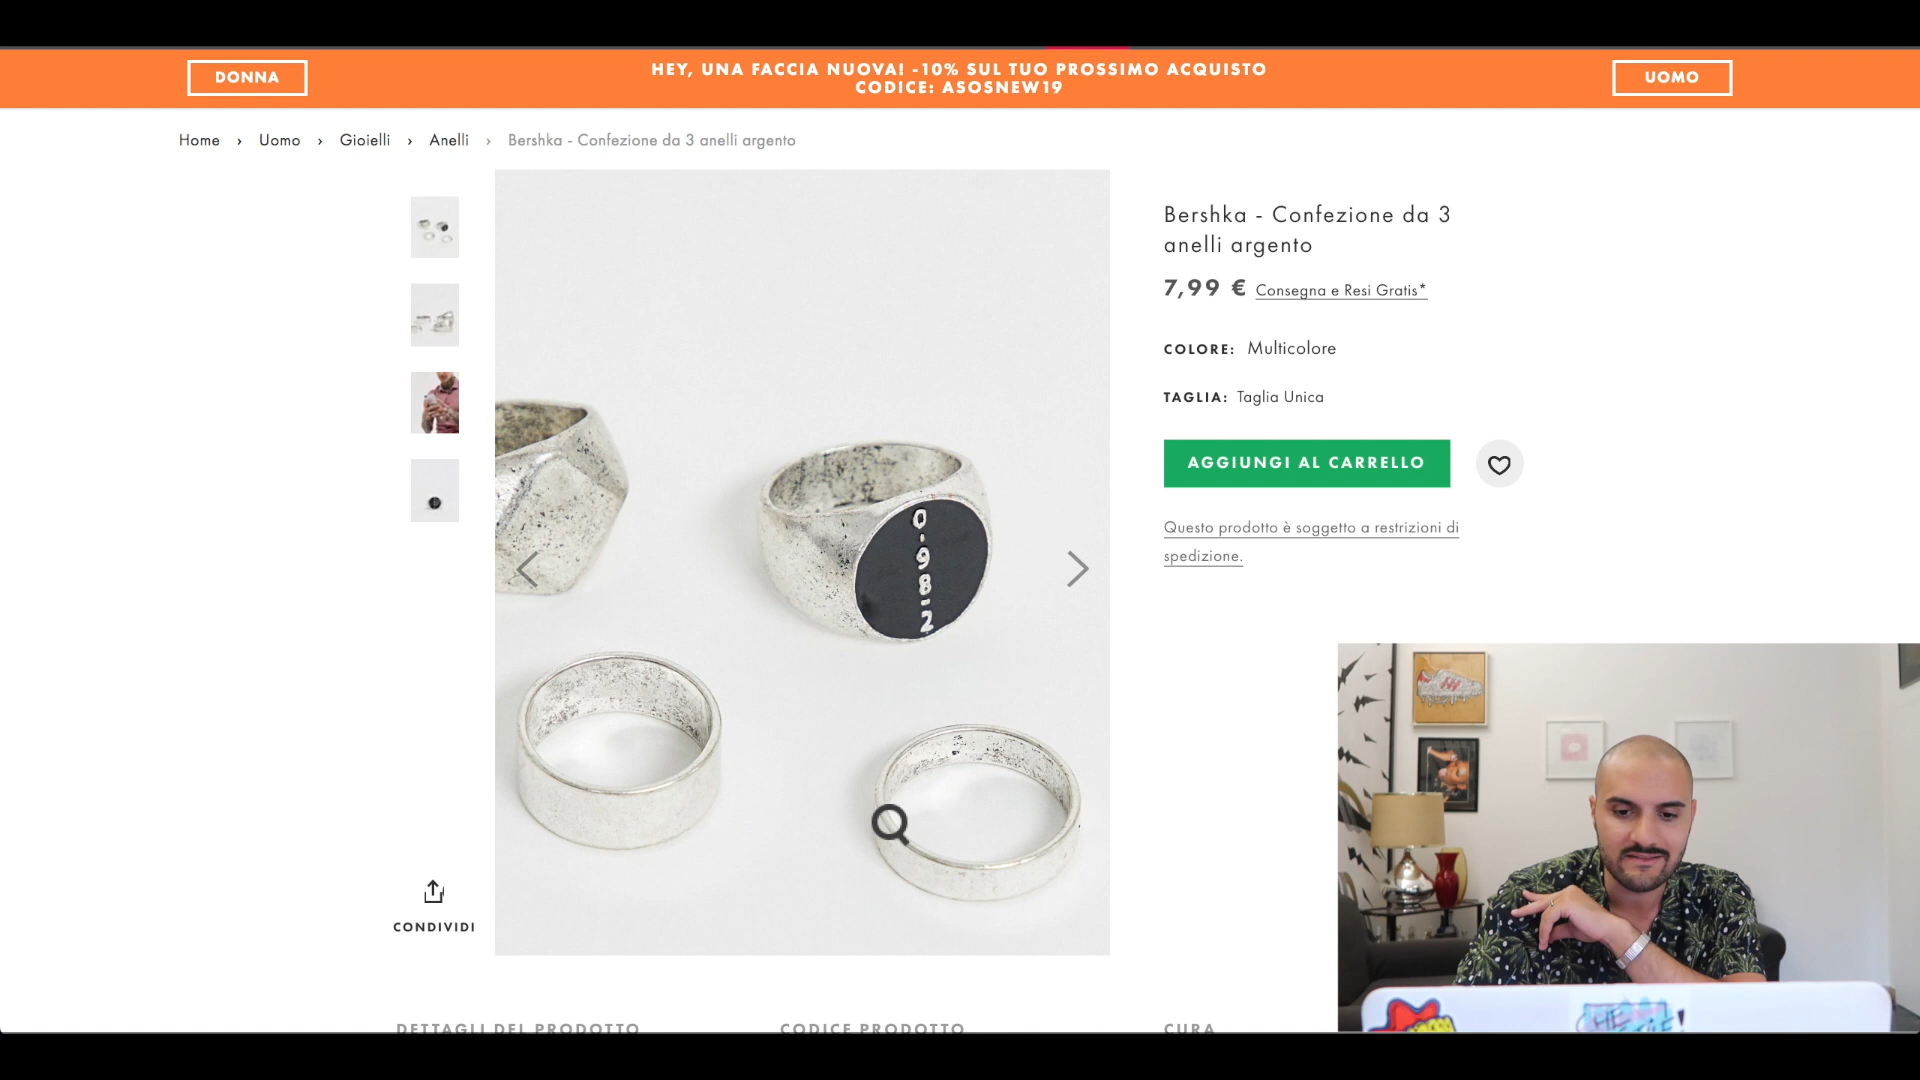 DONNA
HEY, UNA FACCIA NUOVA! -10% SUL TUO PROSSIMO ACQUISTO
CODICE: ASOSNEW19
UOMO
Home › Uomo › Gioielli › Anelli › Bershka - Confezione da 3 anelli argento
Bershka - Confezione da 3
anelli argento
7,99 € Consegna e Resi Gratis*
COLORE: Multicolore
TAGLIA: Taglia Unica
AGGIUNGI AL CARRELLO
Questo prodotto è soggetto a restrizioni di
spedizione.
0.98-2
CONDIVIDI
DETTAGLI DEL PRODOTTO
CODICE PRODOTTO
CURA